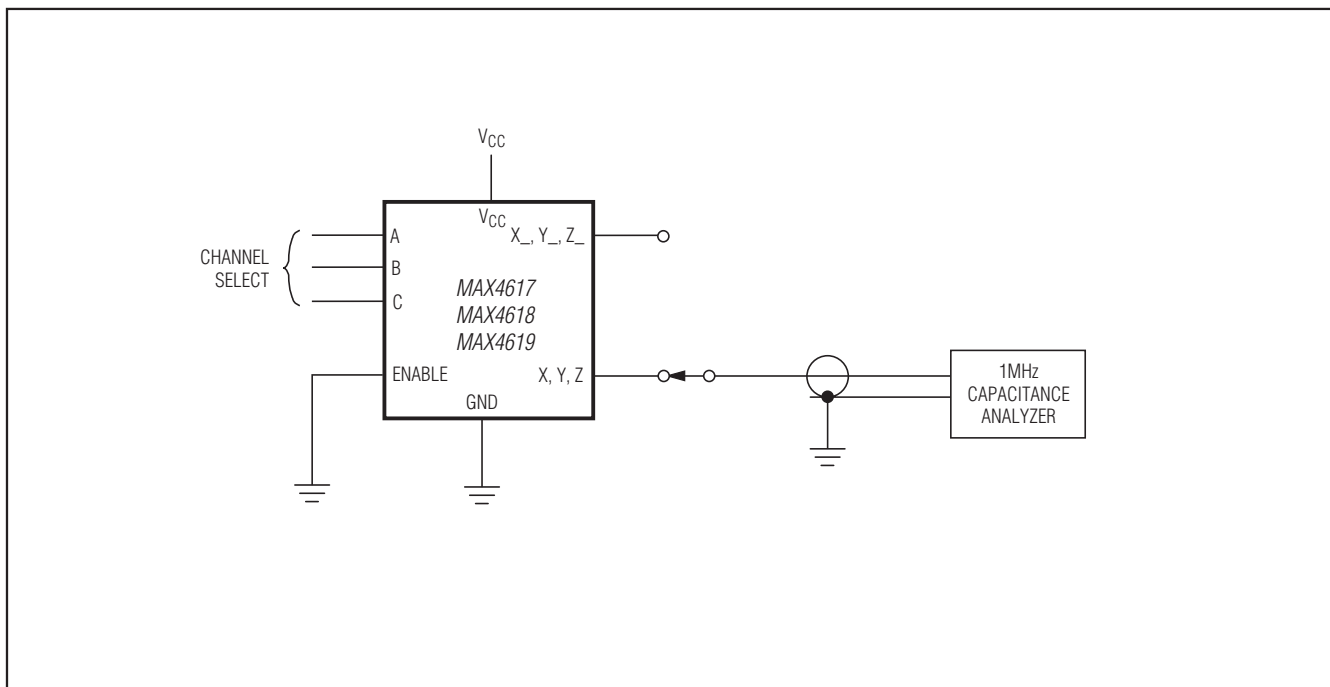 VCC
VCC
X_, Y_, Z_
A
CHANNEL
SELECT
B
C
MAX4617
MAX4618
MAX4619
ENABLE
X, Y, Z
GND
1MHz
CAPACITANCE
ANALYZER